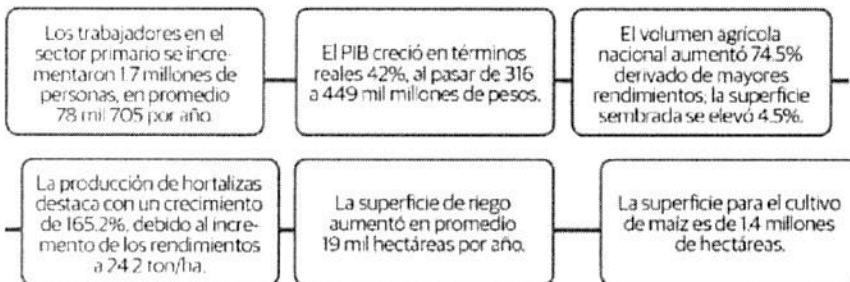 Los trabajadores en el
sector primario se incre-
mentaron 1.7 millones de
personas, en promedio
78 mil 705 por año.
El PIB creció en términos
reales 42%, al pasar de 316
a 449 mil millones de pesos.
El volumen agrícola
nacional aumentó 74.5%
derivado de mayores
rendimientos; la superficie
sembrada se elevó 4.5%.
La producción de hortalizas
destaca con un crecimiento
de 165.2%, debido al incre-
mento de los rendimientos
a 24.2 ton/ha.
La superficie de riego
aumentó en promedio
19 mil hectáreas por año.
La superficie para el cultivo
de maíz es de 1.4 millones
de hectáreas.